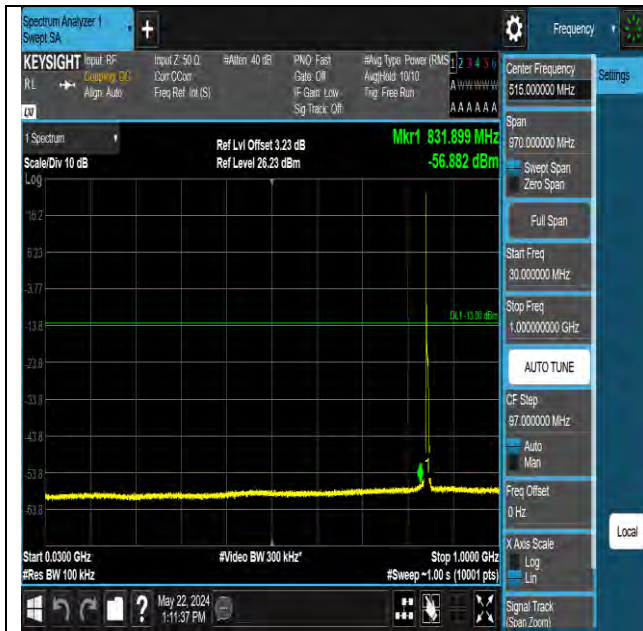 Spectrum Analyzer 1
Swept SA
Frequency
KEYSIGHT
Input: RF
Input Z: 50 Ω
#Atten: 40 dB
PNO: Fast
#Avg Type: Power (RMS
1 2 3 4 5 6
RL
Coupling: DC
Corr CCorr
Gate: Off
Avg|Hold: 10/10
A W W W W W
Align: Auto
Freq Ref: Int (S)
IF Gain: Low
Trig: Free Run
Sig Track: Off
A A A A A A
LXI
1 Spectrum
Scale/Div 10 dB
Ref Lvl Offset 3.23 dB
Ref Level 26.23 dBm
Mkr1 831.899 MHz
-56.882 dBm
Log
16.2
6.23
-3.77
-13.8
-23.8
-33.8
-43.8
-53.8
-63.8
DL1 -13.00 dBm
Start 0.0300 GHz
#Video BW 300 kHz*
Stop 1.0000 GHz
#Res BW 100 kHz
#Sweep ~1.00 s (10001 pts)
May 22, 2024
1:11:37 PM
Center Frequency
515.000000 MHz
Settings
Span
970.000000 MHz
Swept Span
Zero Span
Full Span
Start Freq
30.000000 MHz
Stop Freq
1.000000000 GHz
AUTO TUNE
CF Step
97.000000 MHz
Auto
Man
Freq Offset
0 Hz
X Axis Scale
Log
Lin
Signal Track
(Span Zoom)
Local